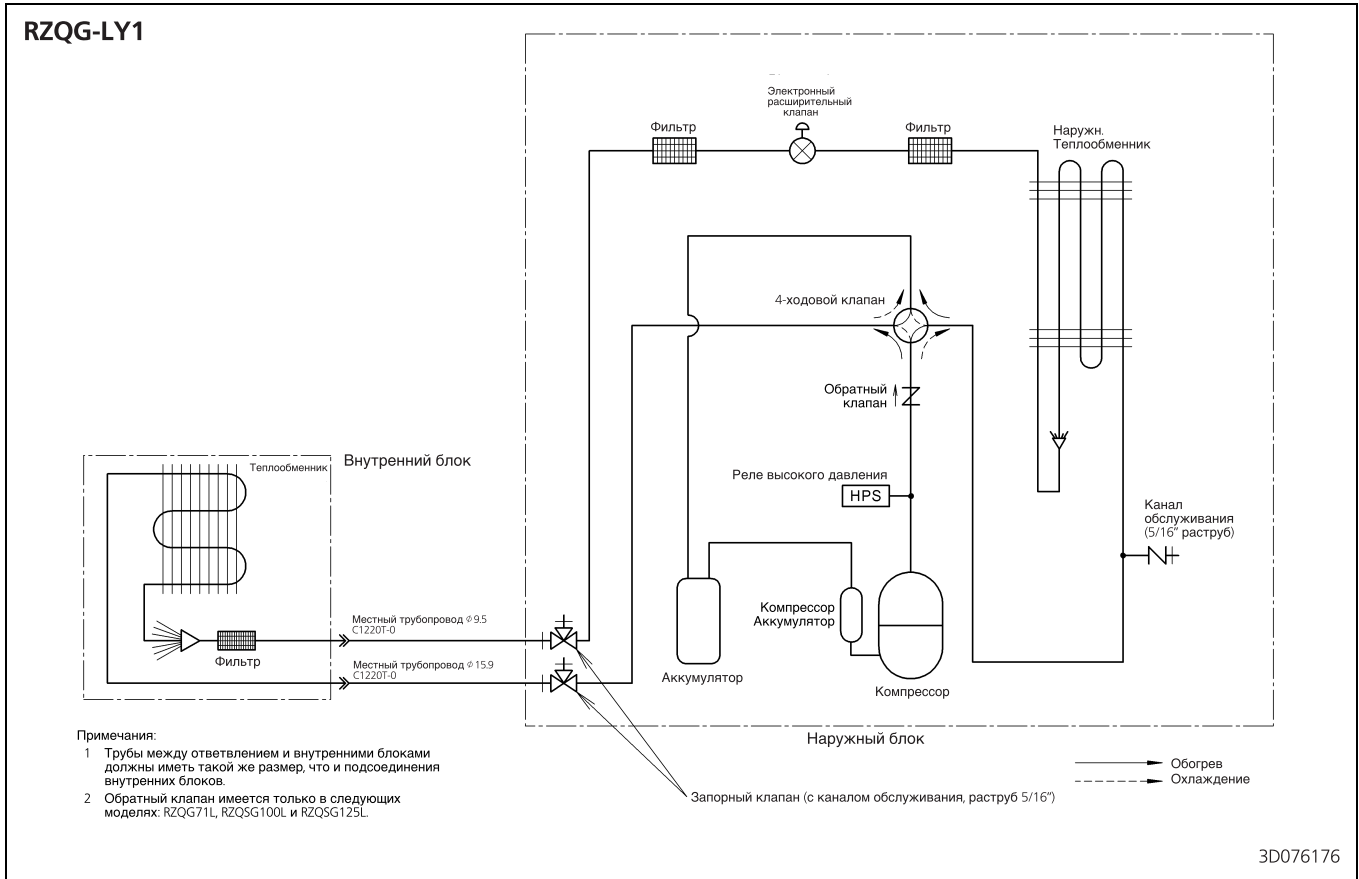 RZQG-LY1
Электронный
расширительный
клапан
Фильтр
Фильтр
Наружн.
Теплообменник
4-ходовой клапан
Обратный
клапан
Реле высокого давления
HPS
Теплообменник
Внутренний блок
Канал
обслуживания
(5/16” раструб)
Компрессор
Аккумулятор
Местный трубопровод ϕ 9.5
C1220T-0
Фильтр
Местный трубопровод ϕ 15.9
C1220T-0
Аккумулятор
Компрессор
Наружный блок
Примечания:
1 Трубы между ответвлением и внутренними блоками
должны иметь такой же размер, что и подсоединения
внутренних блоков.
2 Обратный клапан имеется только в следующих
моделях: RZQG71L, RZQSG100L и RZQSG125L.
Обогрев
Охлаждение
Запорный клапан (с каналом обслуживания, раструб 5/16”)
3D076176